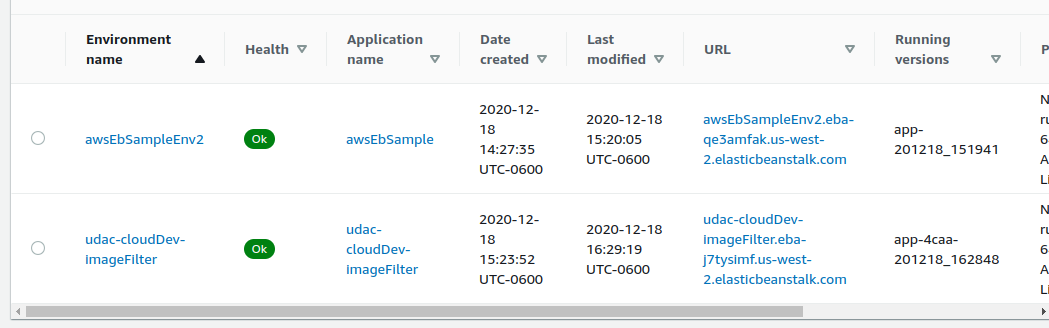 Environment name
Health
Application name
Date created
Last modified
URL
Running versions
P
awsEbSampleEnv2
Ok
awsEbSample
2020-12-
18
14:27:35
UTC-0600
2020-12-18
15:20:05
UTC-0600
awsEbSampleEnv2.eba-
qe3amfak.us-west-
2.elasticbeanstalk.com
app-
201218_151941
N
ru
6
A
Li
udac-cloudDev-
imageFilter
Ok
udac-
cloudDev-
imageFilter
2020-12-
18
15:23:52
UTC-0600
2020-12-18
16:29:19
UTC-0600
udac-cloudDev-
imageFilter.eba-
j7tysimf.us-west-
2.elasticbeanstalk.com
app-4caa-
201218_162848
N
ru
6
A
Li